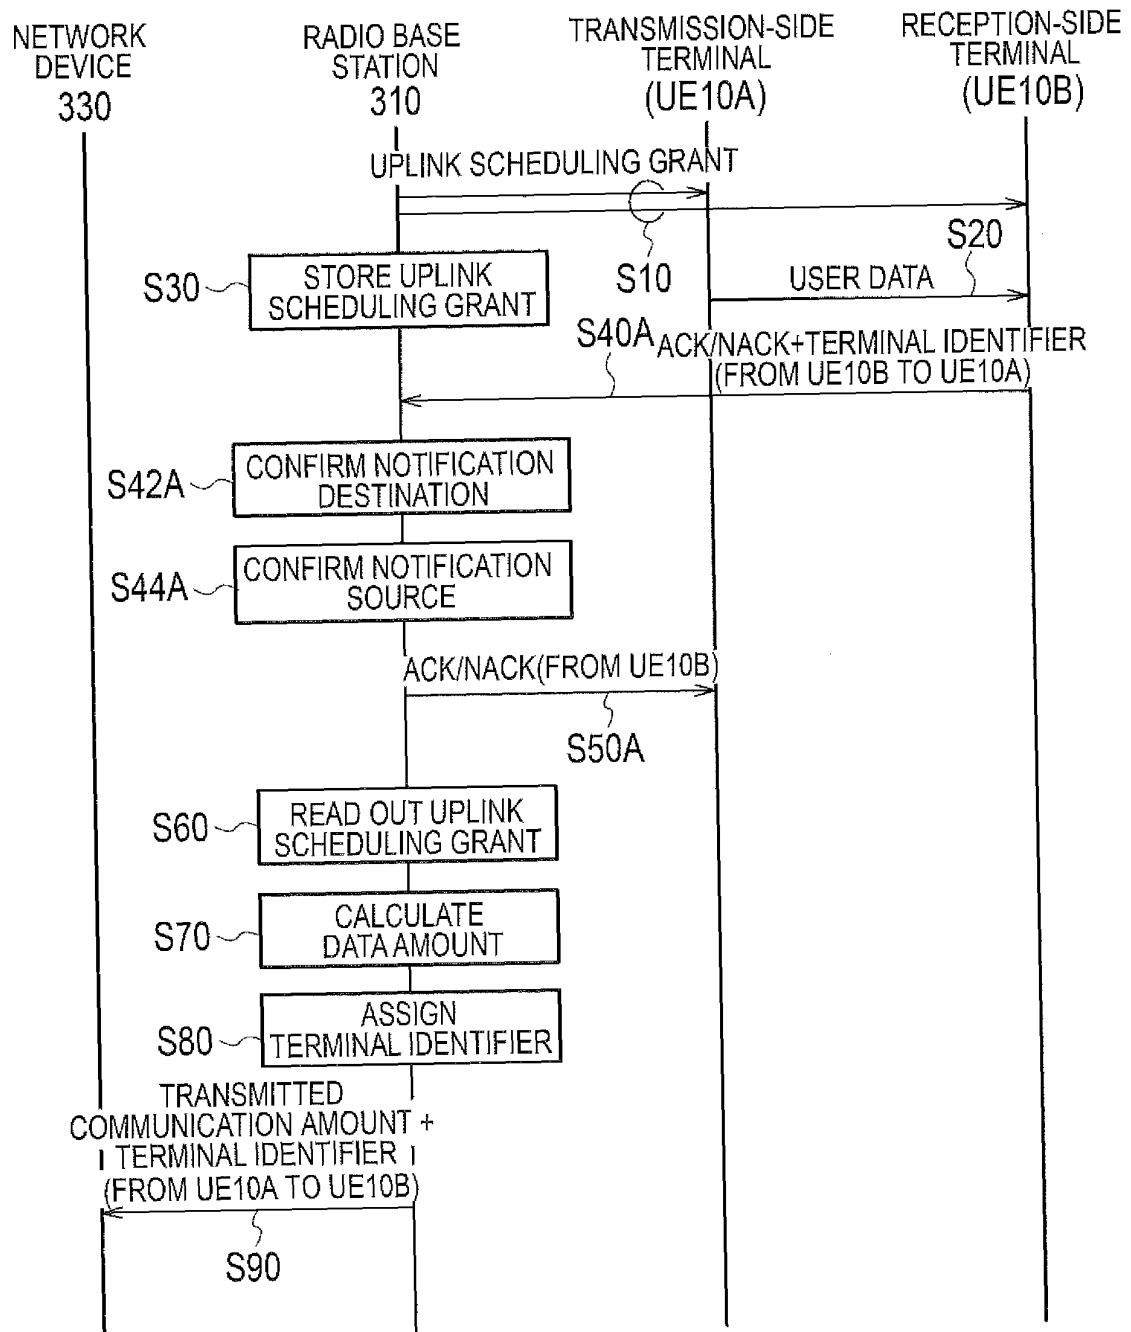 NETWORK
DEVICE
330
RADIO BASE
STATION
310
TRANSMISSION-SIDE
TERMINAL
(UE10A)
RECEPTION-SIDE
TERMINAL
(UE10B)
UPLINK SCHEDULING GRANT
S10
S20
USER DATA
S30
STORE UPLINK
SCHEDULING GRANT
S40A
ACK/NACK+TERMINAL IDENTIFIER
(FROM UE10B TO UE10A)
S42A
CONFIRM NOTIFICATION
DESTINATION
S44A
CONFIRM NOTIFICATION
SOURCE
ACK/NACK(FROM UE10B)
S50A
S60
READ OUT UPLINK
SCHEDULING GRANT
S70
CALCULATE
DATA AMOUNT
S80
ASSIGN
TERMINAL IDENTIFIER
TRANSMITTED
COMMUNICATION AMOUNT +
TERMINAL IDENTIFIER
(FROM UE10A TO UE10B)
S90